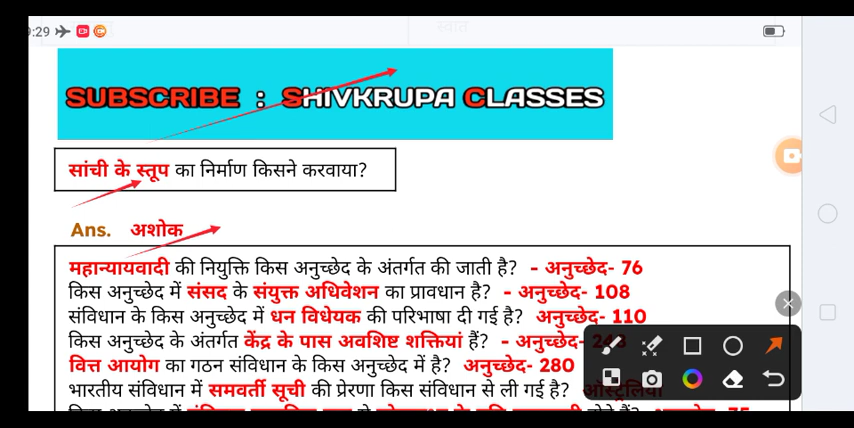 :29
SUBSCRIBE : SHIVKRUPA CLASSES
सांची के स्तूप का निर्माण किसने करवाया?
Ans. अशोक
महान्यायवादी की नियुक्ति किस अनुच्छेद के अंतर्गत की जाती है? - अनुच्छेद- 76
किस अनुच्छेद में संसद के संयुक्त अधिवेशन का प्रावधान है? - अनुच्छेद- 108
संविधान के किस अनुच्छेद में धन विधेयक की परिभाषा दी गई है? अनुच्छेद- 110
किस अनुच्छेद के अंतर्गत केंद्र के पास अवशिष्ट शक्तियां हैं? - अनुच्छेद- 248
वित्त आयोग का गठन संविधान के किस अनुच्छेद में है? अनुच्छेद- 280
भारतीय संविधान में समवर्ती सूची की प्रेरणा किस संविधान से ली गई है? ऑस्ट्रेलिया